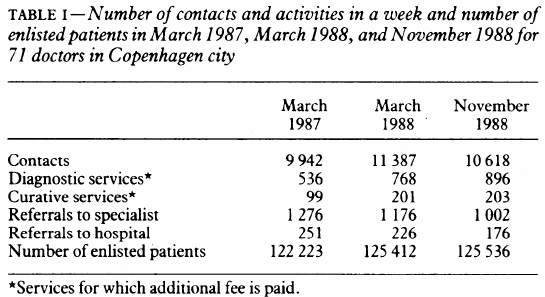 TABLE I—Number of contacts and activities in a week and number of
enlisted patients in March 1987, March 1988, and November 1988 for
71 doctors in Copenhagen city
March March November
1987 1988 1988
Contacts 9 942 11 387 10 618
Diagnostic services* 536 768 896
Curative services* 99 201 203
Referrals to specialist 1 276 1 176 1 002
Referrals to hospital 251 226 176
Number of enlisted patients 122 223 125 412 125 536
*Services for which additional fee is paid.